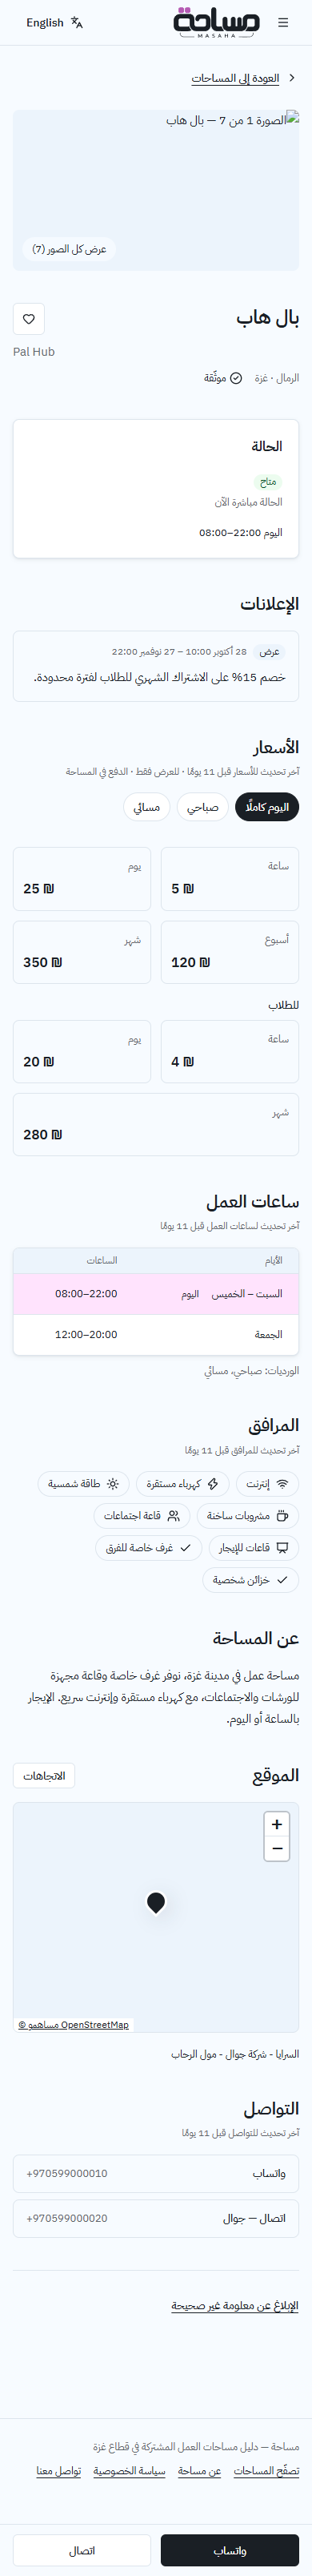 مساحة
MASAHA
English
العودة إلى المساحات
الصورة 1 من 7 — بال هاب
عرض كل الصور (7)
بال هاب
Pal Hub
الرمال · غزة موثّقة
الحالة
متاح
الحالة مباشرة الآن
اليوم 22:00–08:00
الإعلانات
عرض 28 أكتوبر 10:00 – 27 نوفمبر 22:00
خصم 15% على الاشتراك الشهري للطلاب لفترة محدودة.
الأسعار
آخر تحديث للأسعار قبل 11 يومًا · للعرض فقط · الدفع في المساحة
اليوم كاملًا صباحي مسائي
ساعة
5 ₪
يوم
25 ₪
أسبوع
120 ₪
شهر
350 ₪
للطلاب
ساعة
4 ₪
يوم
20 ₪
شهر
280 ₪
ساعات العمل
آخر تحديث لساعات العمل قبل 11 يومًا
الأيام الساعات
السبت – الخميس اليوم 22:00–08:00
الجمعة 20:00–12:00
الورديات: صباحي، مسائي
المرافق
آخر تحديث للمرافق قبل 11 يومًا
إنترنت كهرباء مستقرة طاقة شمسية
مشروبات ساخنة قاعة اجتماعات
قاعات للإيجار غرف خاصة للفرق
خزائن شخصية
عن المساحة
مساحة عمل في مدينة غزة، نوفر غرف خاصة وقاعة مجهزة
للورشات والاجتماعات، مع كهرباء مستقرة وإنترنت سريع. الإيجار
بالساعة أو اليوم.
الموقع
الاتجاهات
+
−
© مساهمو OpenStreetMap
السرايا - شركة جوال - مول الرحاب
التواصل
آخر تحديث للتواصل قبل 11 يومًا
واتساب +970599000010
اتصال — جوال +970599000020
الإبلاغ عن معلومة غير صحيحة
مساحة — دليل مساحات العمل المشتركة في قطاع غزة
تصفّح المساحات عن مساحة سياسة الخصوصية تواصل معنا
واتساب اتصال